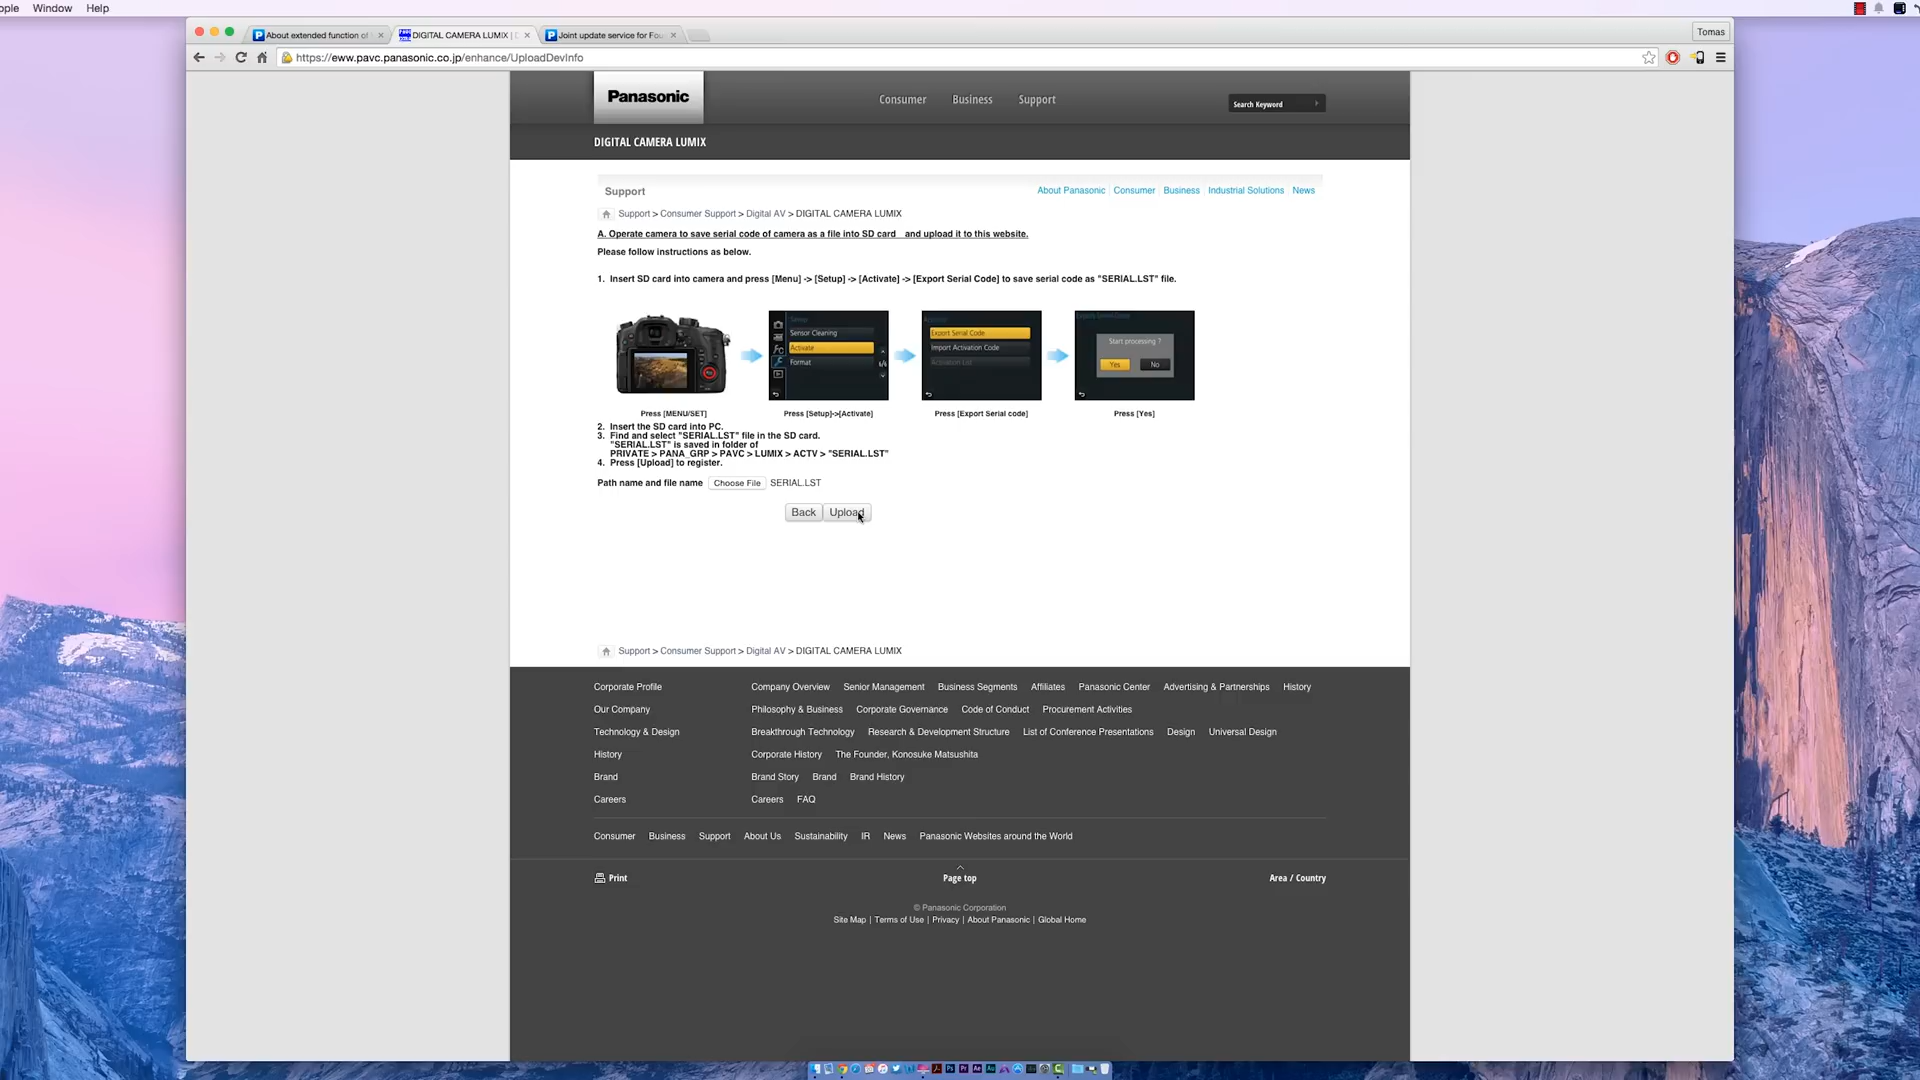 ople Window Help
About extended function of
DIGITAL CAMERA LUMIX | D
Joint update service for Fou
Tomas
https://eww.pavc.panasonic.co.jp/enhance/UploadDevInfo
Panasonic
Consumer Business Support
Search Keyword
DIGITAL CAMERA LUMIX
Support
About Panasonic Consumer Business Industrial Solutions News
Support > Consumer Support > Digital AV > DIGITAL CAMERA LUMIX
A. Operate camera to save serial code of camera as a file into SD card and upload it to this website.
Please follow instructions as below.
1. Insert SD card into camera and press [Menu] -> [Setup] -> [Activate] -> [Export Serial Code] to save serial code as "SERIAL.LST" file.
Sensor Cleaning
Activate
Format
Export Serial Code
Import Activation Code
Activation List
Export Serial Code
Start processing ?
Yes No
Press [MENU/SET]
Press [Setup]->[Activate]
Press [Export Serial code]
Press [Yes]
2. Insert the SD card into PC.
3. Find and select "SERIAL.LST" file in the SD card.
"SERIAL.LST" is saved in folder of
PRIVATE > PANA_GRP > PAVC > LUMIX > ACTV > "SERIAL.LST"
4. Press [Upload] to register.
Path name and file name Choose File SERIAL.LST
Back Upload
Support > Consumer Support > Digital AV > DIGITAL CAMERA LUMIX
Corporate Profile Company Overview Senior Management Business Segments Affiliates Panasonic Center Advertising & Partnerships History
Our Company Philosophy & Business Corporate Governance Code of Conduct Procurement Activities
Technology & Design Breakthrough Technology Research & Development Structure List of Conference Presentations Design Universal Design
History Corporate History The Founder, Konosuke Matsushita
Brand Brand Story Brand Brand History
Careers Careers FAQ
Consumer Business Support About Us Sustainability IR News Panasonic Websites around the World
Print
Page top
Area / Country
© Panasonic Corporation
Site Map | Terms of Use | Privacy | About Panasonic | Global Home